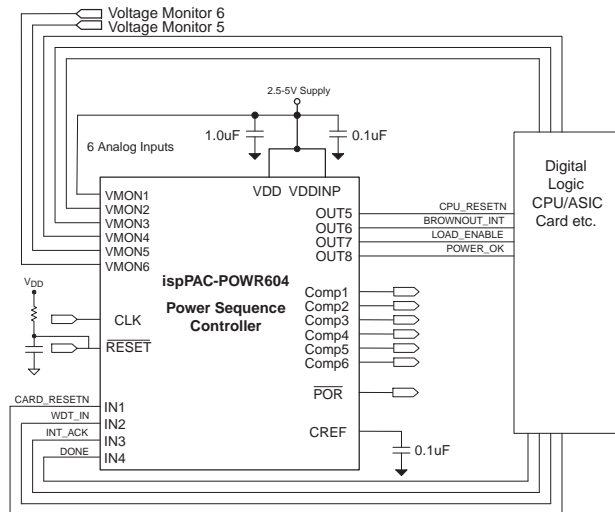 Voltage Monitor 6
Voltage Monitor 5
2.5-5V Supply
1.0uF
0.1uF
6 Analog Inputs
VDD VDDINP
VMON1
VMON2
VMON3
VMON4
VMON5
VMON6
OUT5
OUT6
OUT7
OUT8
CPU_RESETN
BROWNOUT_INT
LOAD_ENABLE
POWER_OK
Digital
Logic
CPU/ASIC
Card etc.
ispPAC-POWR604
Power Sequence
Controller
Comp1
Comp2
Comp3
Comp4
Comp5
Comp6
VDD
CLK
RESET
POR
CARD_RESETN
WDT_IN
INT_ACK
DONE
IN1
IN2
IN3
IN4
CREF
0.1uF